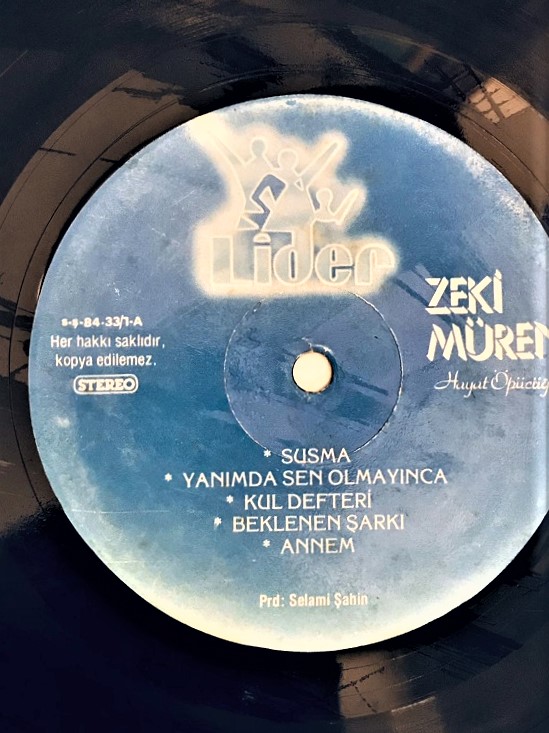 Lider
ZEKİ
MÜREN
Hayat Öpücüğ
s-ş-84-33/1-A
Her hakkı saklıdır,
kopya edilemez.
STEREO
* SUSMA
* YANIMDA SEN OLMAYINCA
* KUL DEFTERİ
* BEKLENEN ŞARKI
* ANNEM
Prd: Selami Şahin